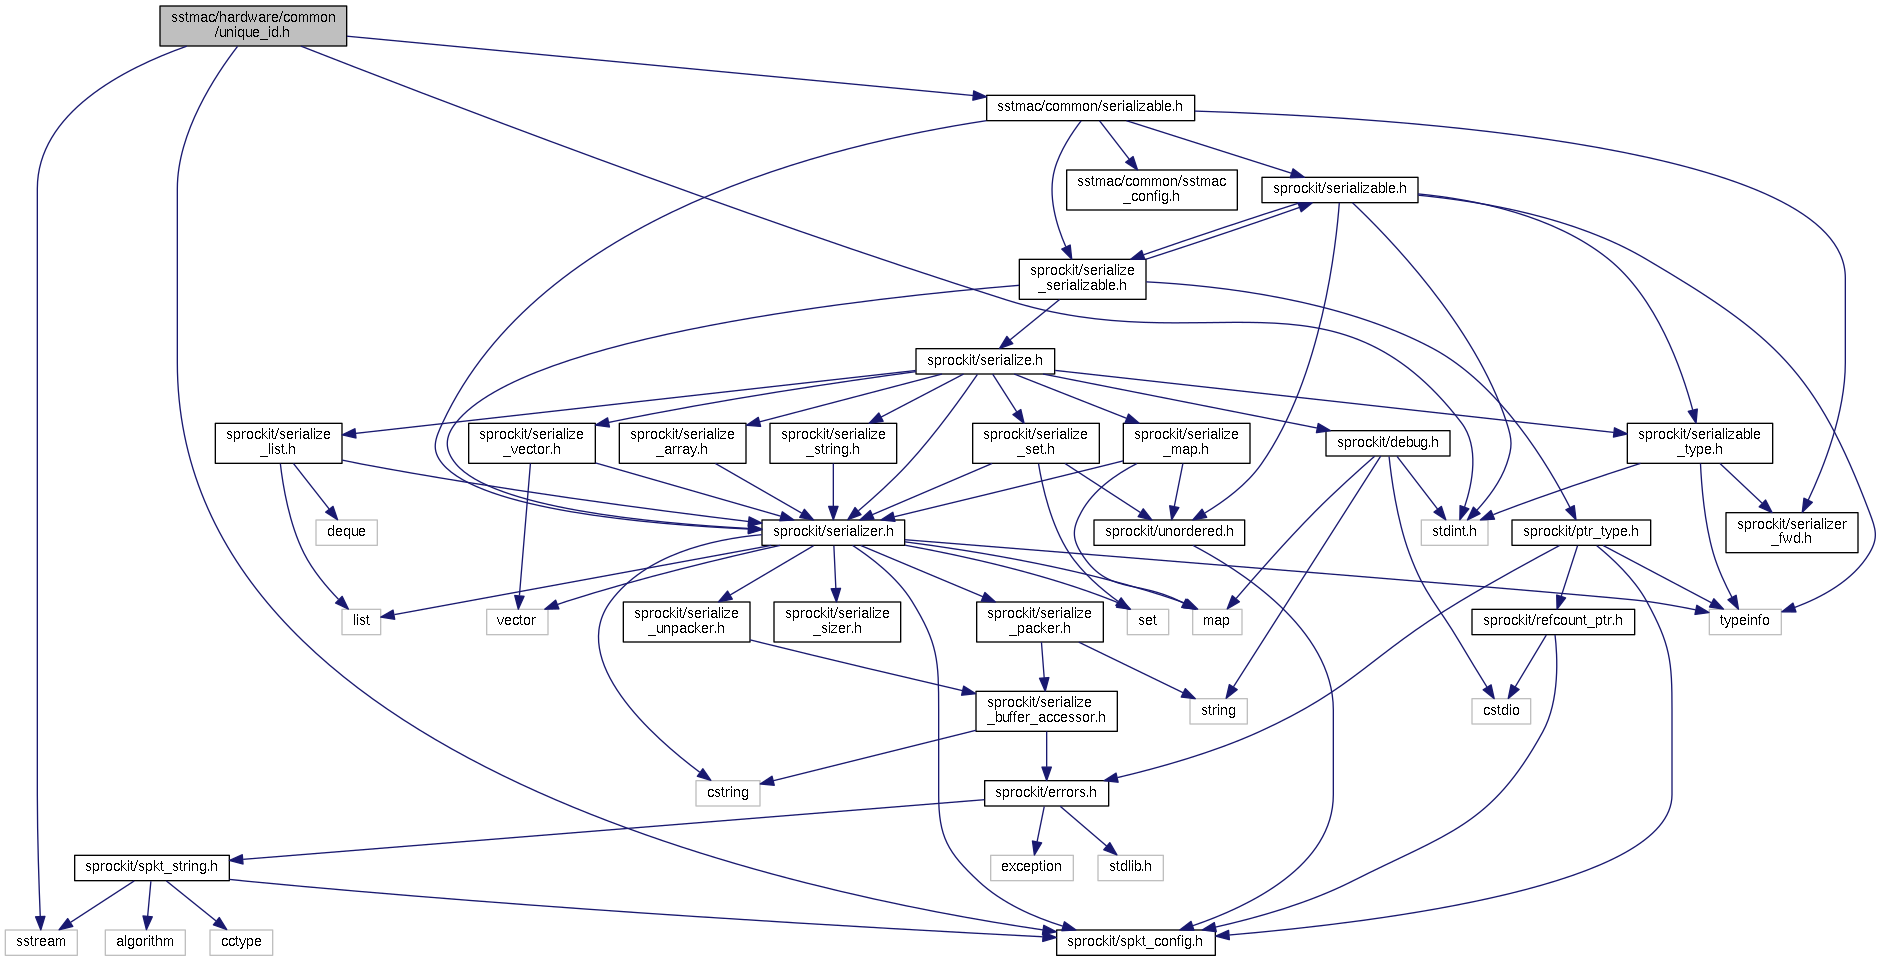 sstmac/hardware/common
/unique_id.h
sstmac/common/serializable.h
sstmac/common/sstmac
_config.h
sprockit/serializable.h
sprockit/serialize
_serializable.h
sprockit/serialize.h
sprockit/serialize
_list.h
sprockit/serialize
_vector.h
sprockit/serialize
_array.h
sprockit/serialize
_string.h
sprockit/serialize
_set.h
sprockit/serialize
_map.h
sprockit/debug.h
sprockit/serializable
_type.h
deque
sprockit/serializer.h
sprockit/unordered.h
stdint.h
sprockit/ptr_type.h
sprockit/serializer
_fwd.h
list
vector
sprockit/serialize
_unpacker.h
sprockit/serialize
_sizer.h
sprockit/serialize
_packer.h
set
map
sprockit/refcount_ptr.h
typeinfo
sprockit/serialize
_buffer_accessor.h
string
cstdio
cstring
sprockit/errors.h
sprockit/spkt_string.h
exception
stdlib.h
sstream
algorithm
cctype
sprockit/spkt_config.h